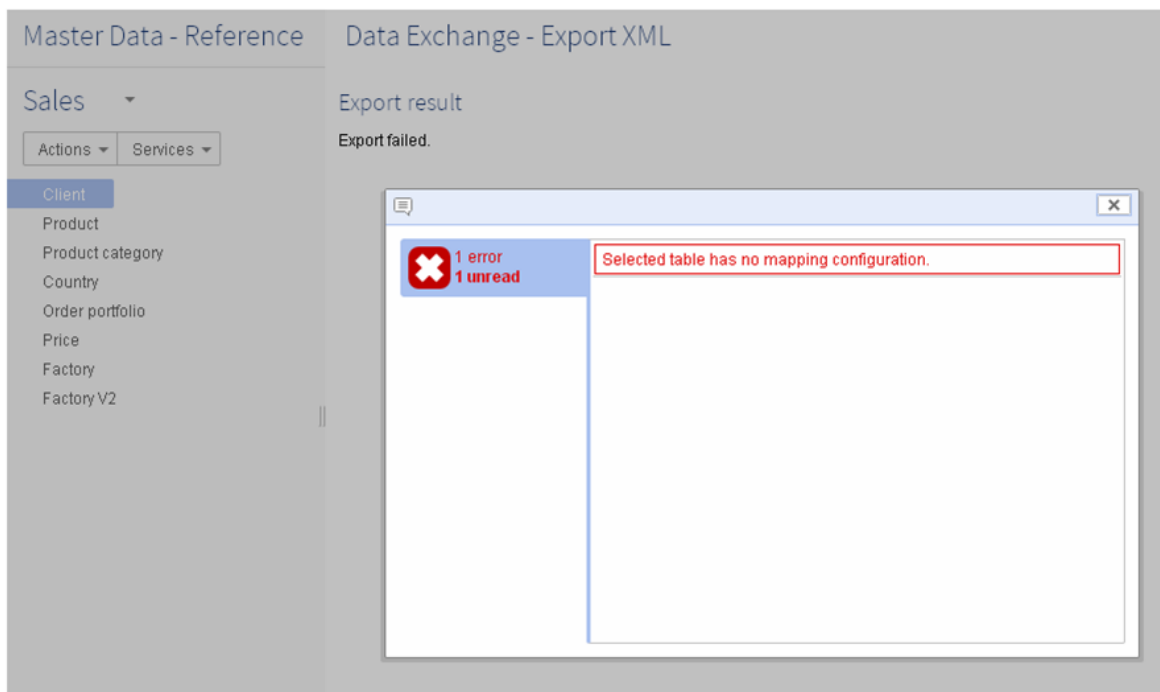 Master Data - Reference
Data Exchange - Export XML
Sales
Export result
Actions
Services
Export failed.
Client
Product
Product category
Country
Order portfolio
Price
Factory
Factory V2
1 error
1 unread
Selected table has no mapping configuration.